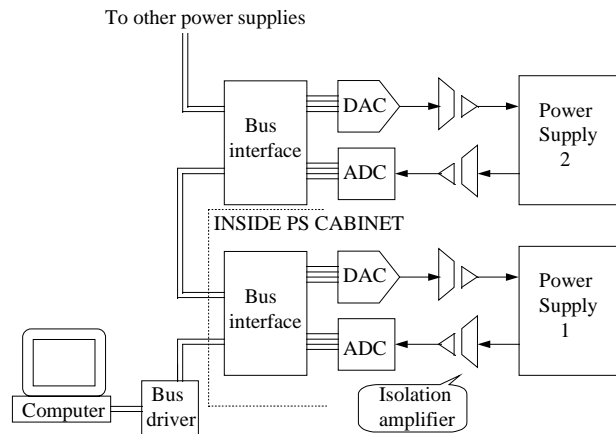 To other power supplies
Bus
interface
DAC
ADC
Power
Supply
2
INSIDE PS CABINET
Bus
interface
DAC
ADC
Power
Supply
1
Computer
Bus
driver
Isolation
amplifier